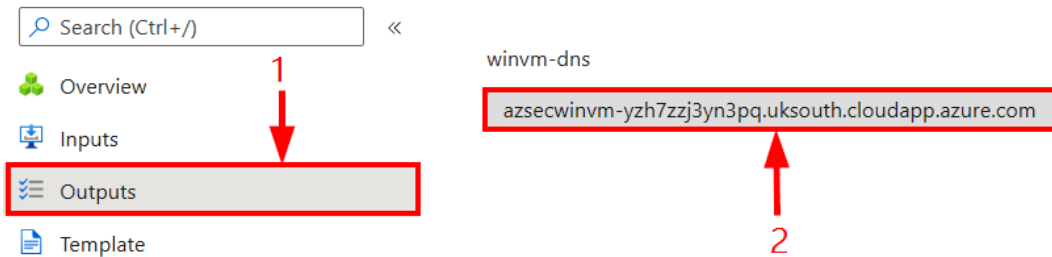 Search (Ctrl+/)
«
Overview
Inputs
Outputs
Template
1
winvm-dns
azsecwinvm-yzh7zzj3yn3pq.uksouth.cloudapp.azure.com
2